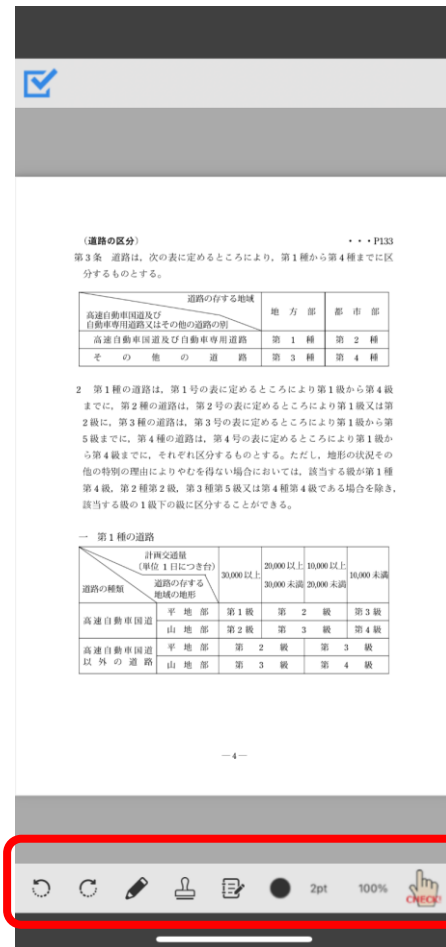 （道路の区分）　・・・P133
第3条　道路は，次の表に定めるところにより，第1種から第4種までに区
分するものとする。
道路の存する地域
高速自動車国道及び
自動車専用道路又はその他の道路の別
地　方　部　都　市　部
高速自動車国道及び自動車専用道路　第　1　種　第　2　種
そ　の　他　の　道　路　第　3　種　第　4　種
2　第1種の道路は，第1号の表に定めるところにより第1級から第4級
までに，第2種の道路は，第2号の表に定めるところにより第1級又は第
2級に，第3種の道路は，第3号の表に定めるところにより第1級から第
5級までに，第4種の道路は，第4号の表に定めるところにより第1級か
ら第4級までに，それぞれ区分するものとする。ただし，地形の状況その
他の特別の理由によりやむを得ない場合においては，該当する級が第1種
第4級，第2種第2級，第3種第5級又は第4種第4級である場合を除き，
該当する級の1級下の級に区分することができる。
一　第1種の道路
計画交通量
（単位 1日につき台）
道路の存する
地域の地形
道路の種類
30,000以上
20,000以上
30,000未満
10,000以上
20,000未満
10,000未満
高速自動車国道　平　地　部　第1級　第　2　級　第3級
山　地　部　第2級　第　3　級　第4級
高速自動車国道
以外の道路
平　地　部　第　2　級　第　3　級
山　地　部　第　3　級　第　4　級
—4—
2pt　100%
CHECK!